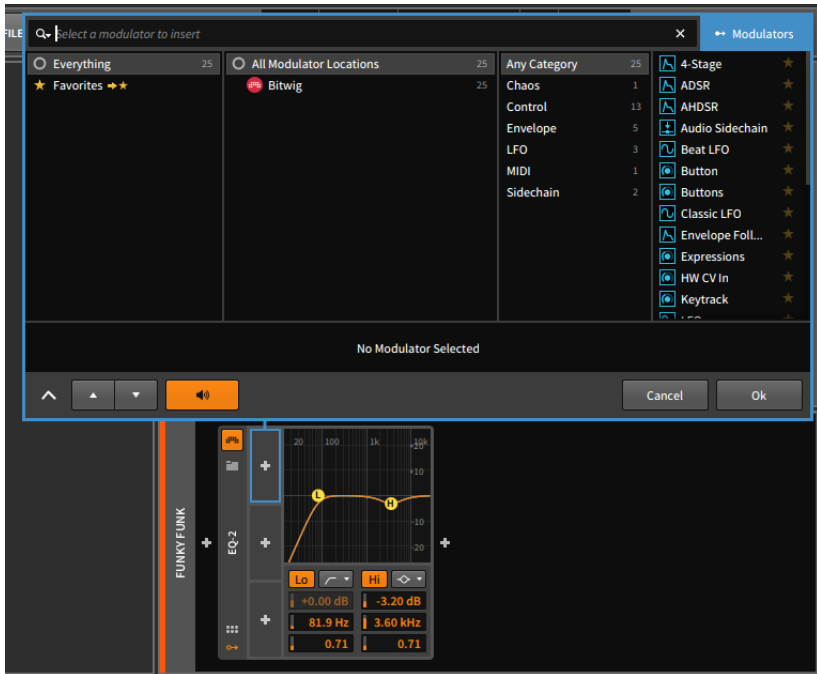 FILE
Select a modulator to insert
Modulators
Everything 25
Favorites
All Modulator Locations 25
Bitwig 25
Any Category 25
Chaos 1
Control 13
Envelope 5
LFO 3
MIDI 1
Sidechain 2
4-Stage
ADSR
AHDSR
Audio Sidechain
Beat LFO
Button
Buttons
Classic LFO
Envelope Foll...
Expressions
HW CV In
Keytrack
LFO
No Modulator Selected
Cancel
Ok
FUNKY FUNK
EQ-2
20 100 1k 10k
+20
+10
-10
-20
L
H
Lo
Hi
+0.00 dB
-3.20 dB
81.9 Hz
3.60 kHz
0.71
0.71